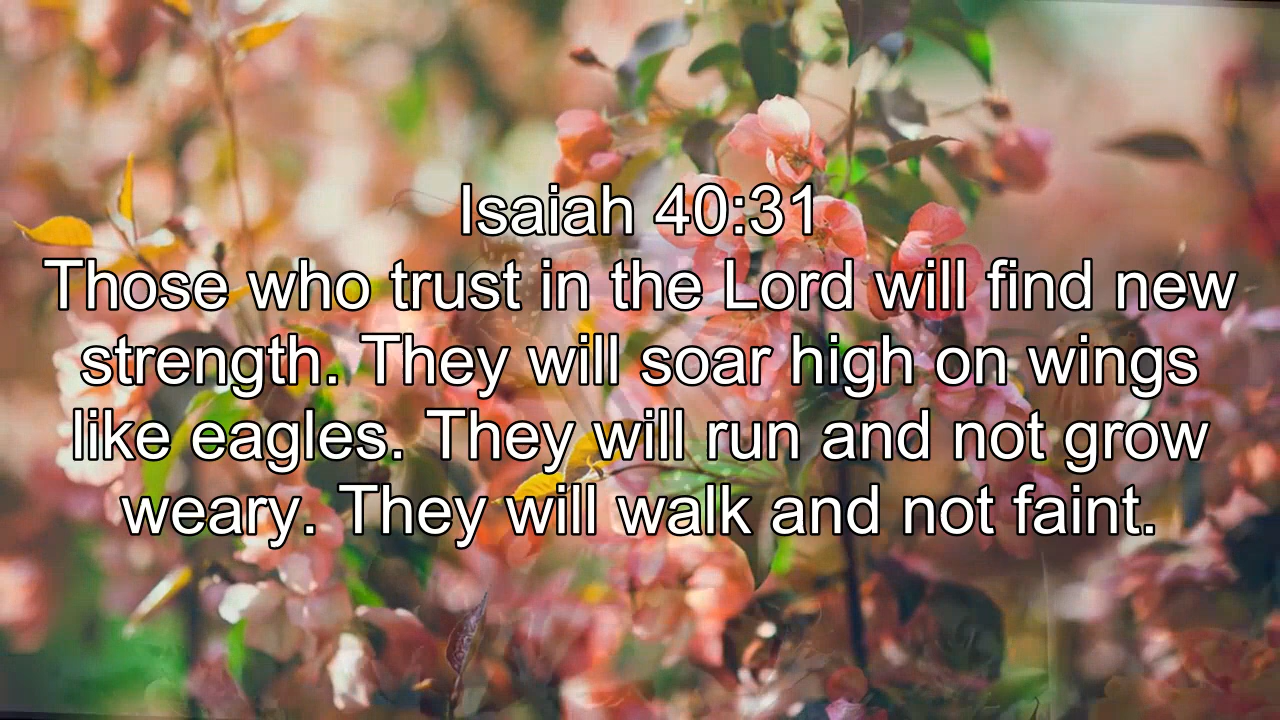 Isaiah 40:31
Those who trust in the Lord will find new
strength. They will soar high on wings
like eagles. They will run and not grow
weary. They will walk and not faint.